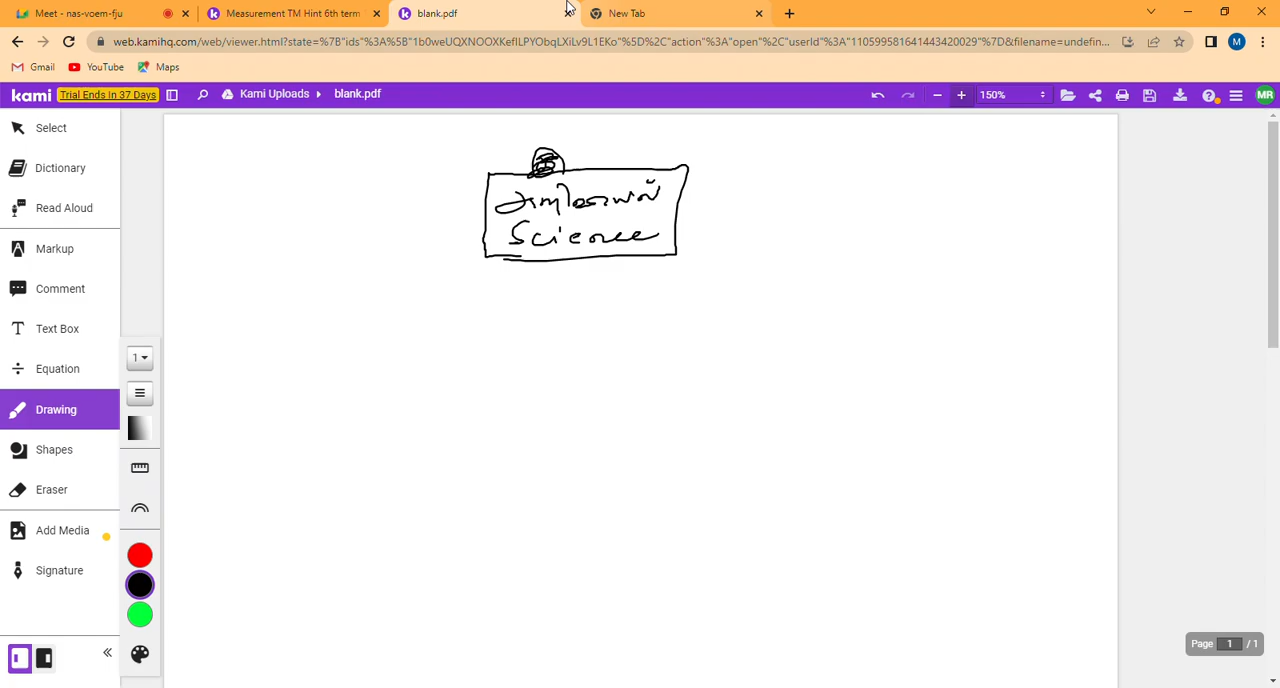 Meet - nas-voem-fju
Measurement TM Hint 6th term
blank.pdf
New Tab
web.kamihq.com/web/viewer.html?state=%7B"ids"%3A%5B"1b0weUQXNOOXKefILPYObqLXiLv9L1EKo"%5D%2C"action"%3A"open"%2C"userId"%3A"110599581641443420029"%7D&filename=undefin...
Gmail
YouTube
Maps
kami
Trial Ends In 37 Days
Kami Uploads
blank.pdf
150%
MR
Select
Dictionary
Read Aloud
Markup
Comment
Text Box
Equation
Drawing
Shapes
Eraser
Add Media
Signature
1
Science
Page 1 / 1